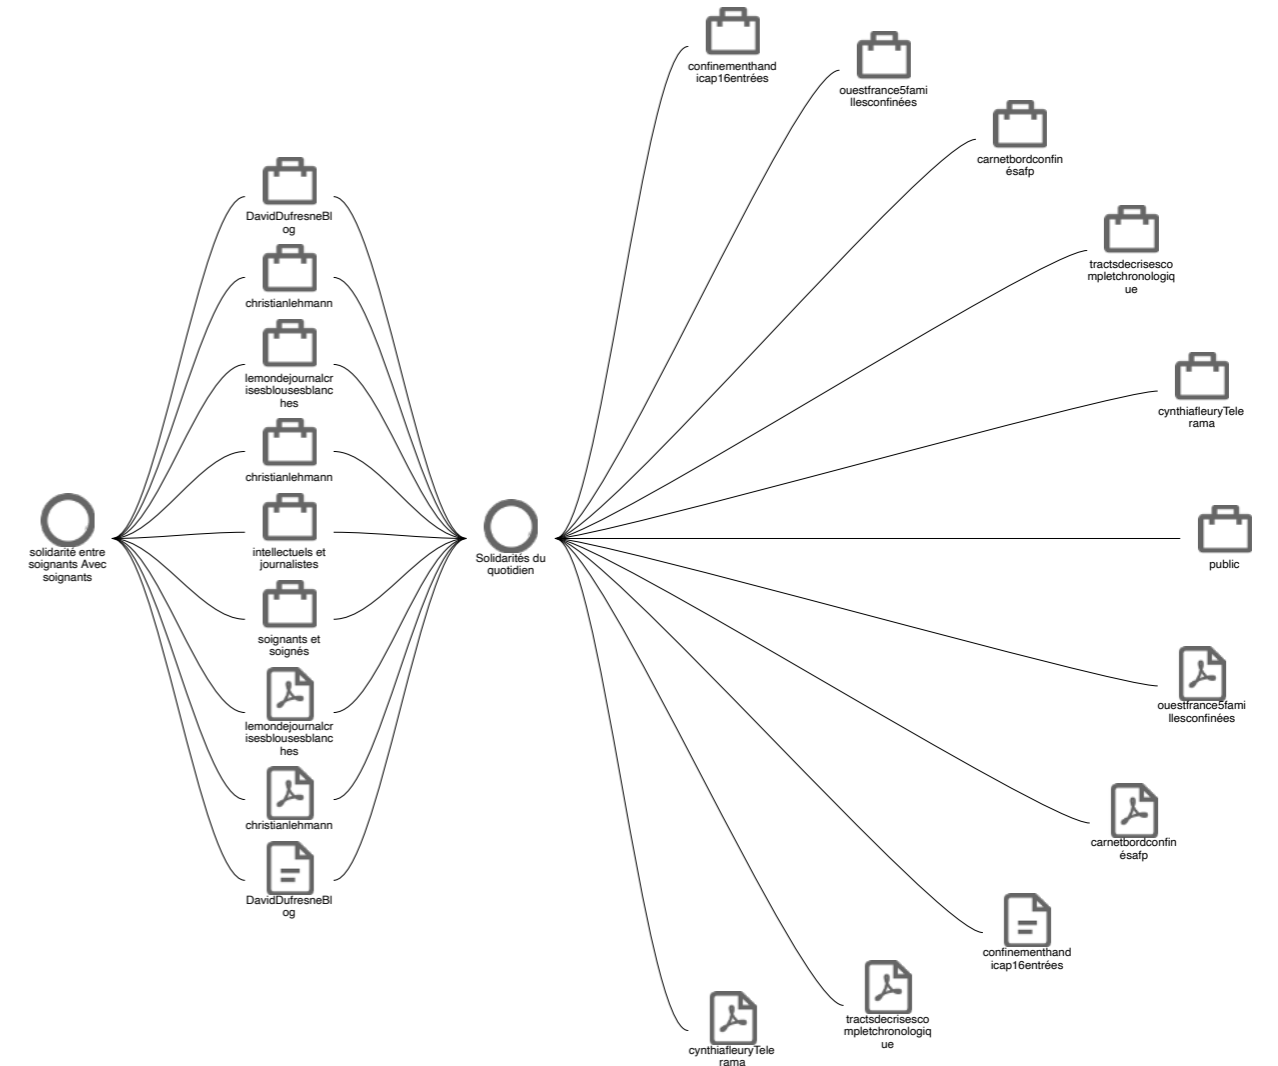 solidarité entre
soignants Avec
soignants
DavidDufresneBl
og
christianlehmann
lemondejournalcr
isesblousesblanc
hes
christianlehmann
intellectuels et
journalistes
soignants et
soignés
lemondejournalcr
isesblousesblanc
hes
christianlehmann
DavidDufresneBl
og
Solidarités du
quotidien
confinementhand
icap16entrées
ouestfrance5fami
llesconfinées
carnetbordconfin
ésafp
tractsdecrisesco
mpletchronologiq
ue
cynthiafleuryTele
rama
public
ouestfrance5fami
llesconfinées
carnetbordconfin
ésafp
confinementhand
icap16entrées
tractsdecrisesco
mpletchronologiq
ue
cynthiafleuryTele
rama